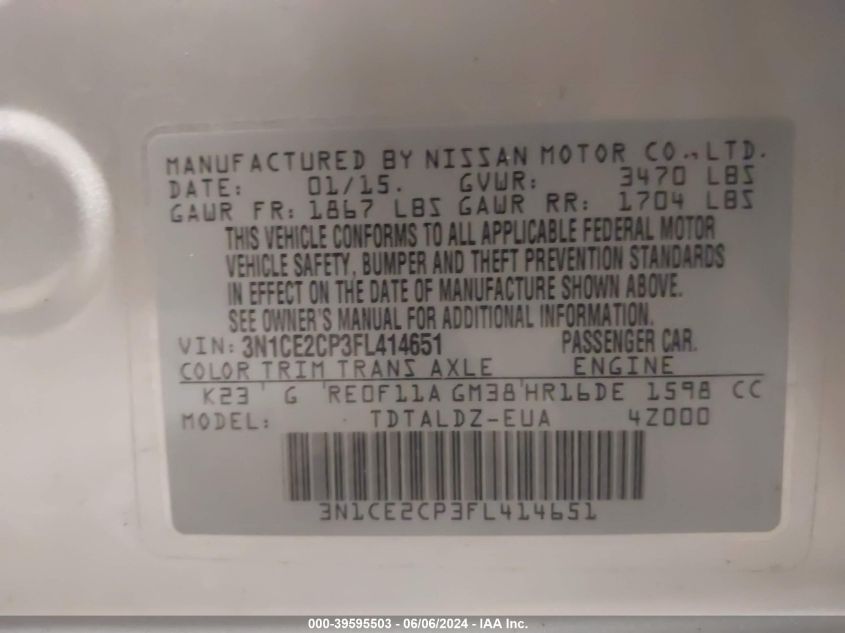 MANUFACTURED BY NISSAN MOTOR CO.,LTD.
DATE: 01/15. GVWR: 3470 LBS
GAWR FR: 1867 LBS GAWR RR: 1704 LBS
THIS VEHICLE CONFORMS TO ALL APPLICABLE FEDERAL MOTOR
VEHICLE SAFETY, BUMPER AND THEFT PREVENTION STANDARDS
IN EFFECT ON THE DATE OF MANUFACTURE SHOWN ABOVE.
SEE OWNER'S MANUAL FOR ADDITIONAL INFORMATION.
VIN: 3N1CE2CP3FL414651 PASSENGER CAR.
COLOR TRIM TRANS AXLE ENGINE
K23 ' G 'RE0F11A GM38'HR16DE 1598 CC
MODEL: TDTALDZ-EUA 4Z000
3N1CE2CP3FL414651
000-39595503 - 06/06/2024 - IAA Inc.